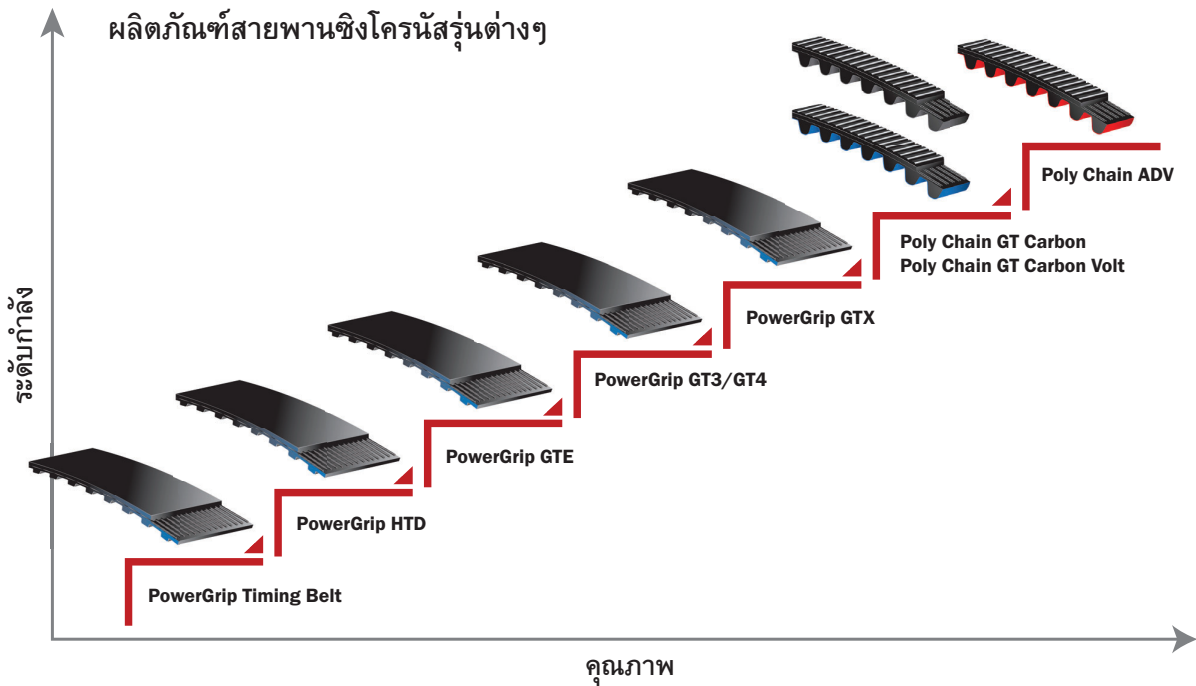 ผลิตภัณฑ์สายพานซิงโครนัสรุ่นต่างๆ
Poly Chain ADV
Poly Chain GT Carbon
Poly Chain GT Carbon Volt
PowerGrip GTX
PowerGrip GT3/GT4
PowerGrip GTE
PowerGrip HTD
PowerGrip Timing Belt
ระดับกำลัง
คุณภาพ